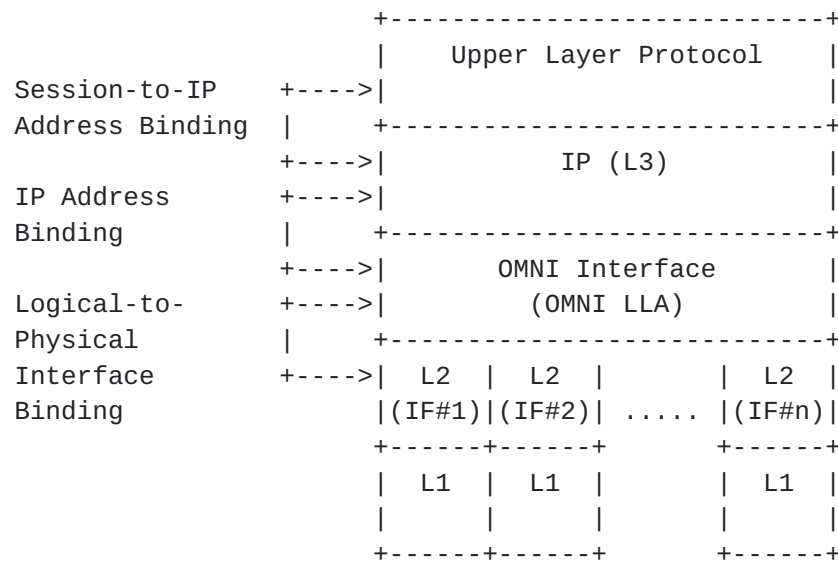 +----------------------------+
                          |    Upper Layer Protocol    |
Session-to-IP       +---->|                            |
Address Binding     |     +----------------------------+
                    +---->|           IP (L3)          |
IP Address          +---->|                            |
Binding             |     +----------------------------+
                    +---->|       OMNI Interface       |
Logical-to-         +---->|         (OMNI LLA)         |
Physical            |     +----------------------------+
Interface           +---->|  L2  |  L2  |       |  L2  |
Binding                   |(IF#1)|(IF#2)| ..... |(IF#n)|
                          +------+------+       +------+
                          |  L1  |  L1  |       |  L1  |
                          |      |      |       |      |
                          +------+------+       +------+